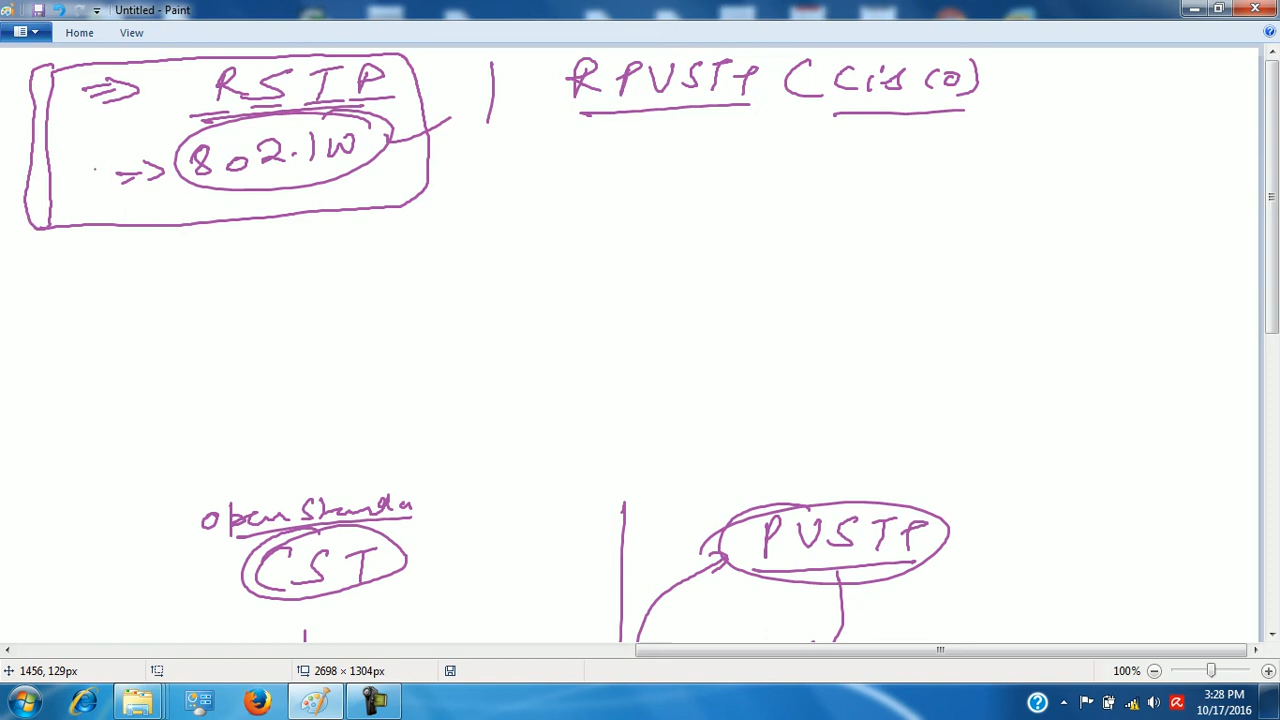 Untitled - Paint
Home View
⇒ RSTP | RPVSTP (Cisco)
⇒ 802.1w
open Standa
CST
PVSTP
1456, 129px
2698 × 1304px
100%
3:28 PM
10/17/2016